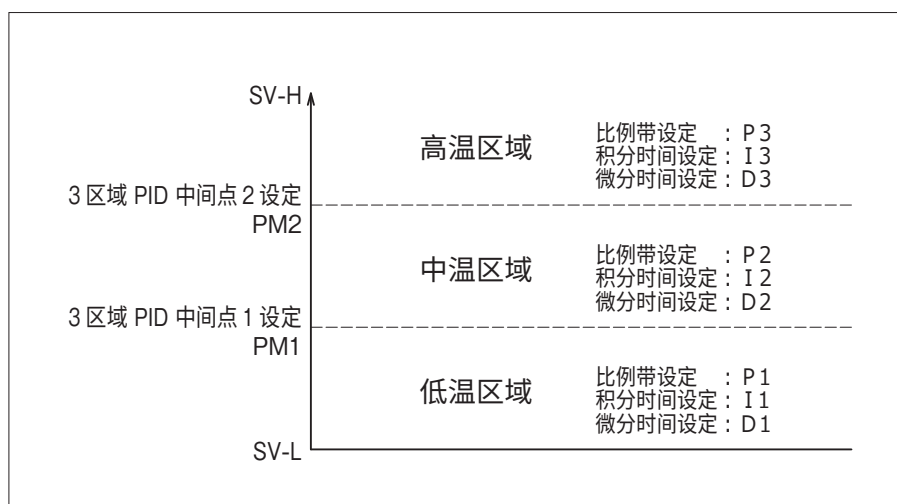 SV-H
高温区域
比例带设定 : P3
积分时间设定 : I3
微分时间设定 : D3
3 区域 PID 中间点 2 设定
PM2
中温区域
比例带设定 : P2
积分时间设定 : I2
微分时间设定 : D2
3 区域 PID 中间点 1 设定
PM1
低温区域
比例带设定 : P1
积分时间设定 : I1
微分时间设定 : D1
SV-L